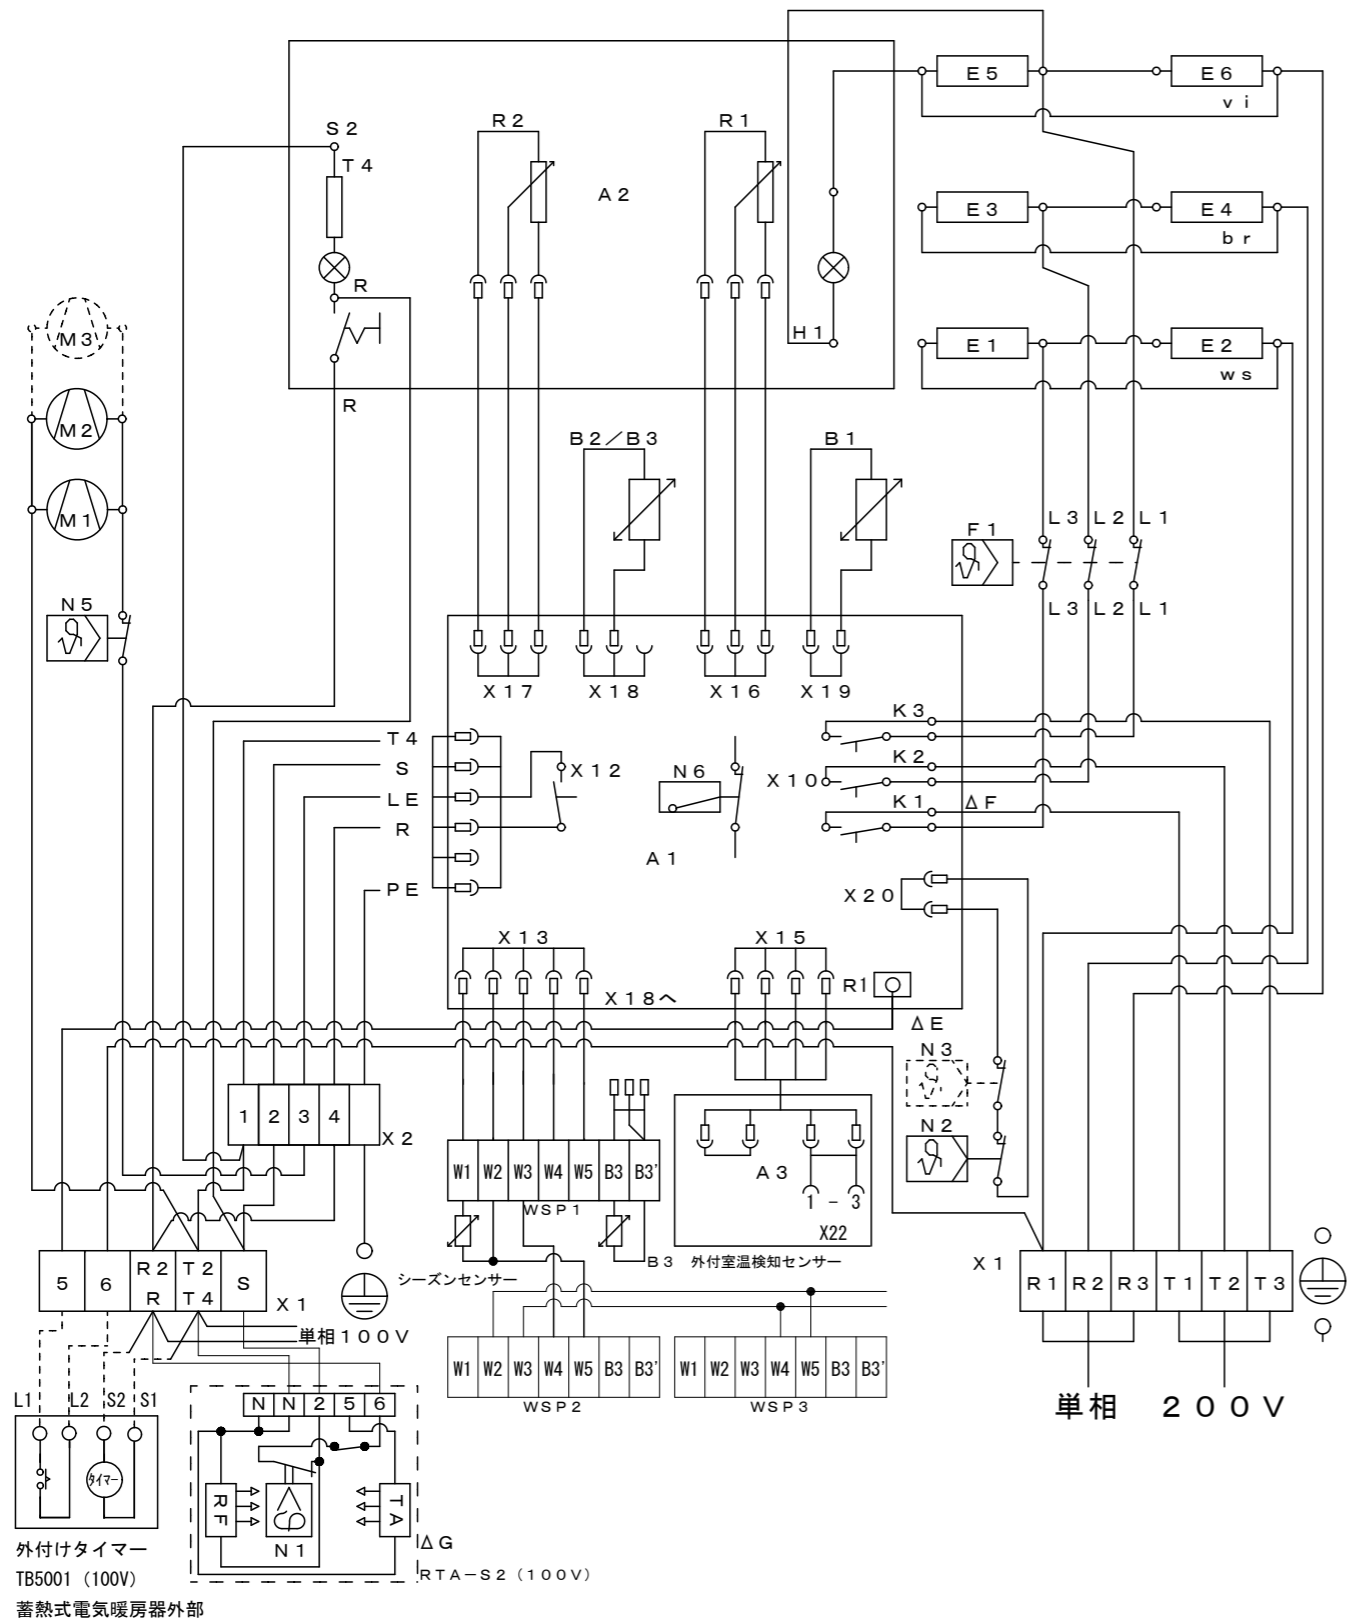 E5
E6
vi
S2
R2
R1
T4
A2
E3
E4
br
R
H1
M3
E1
E2
ws
M2
R
B2/B3
B1
M1
L3 L2 L1
F1
N5
L3 L2 L1
X17
X18
X16
X19
K3
T4
S
X12
N6
K2
X10
LE
K1
ΔF
R
A1
PE
X20
X13
X15
R1
X18へ
ΔE
N3
1 2 3 4
X2
N2
W1 W2 W3 W4 W5 B3 B3'
A3
WSP1
1 - 3
X22
B3
外付室温検知センサー
シーズンセンサー
X1
5 6 R2 T2 S
R T4
X1
R1 R2 R3 T1 T2 T3
単相100V
W1 W2 W3 W4 W5 B3 B3'
W1 W2 W3 W4 W5 B3 B3'
WSP2
WSP3
単相 200V
L1 L2 S2 S1
N N 2 5 6
タイマー
RF
TA
N1
ΔG
外付けタイマー
TB5001 (100V)
RTA-S2 (100V)
蓄熱式電気暖房器外部